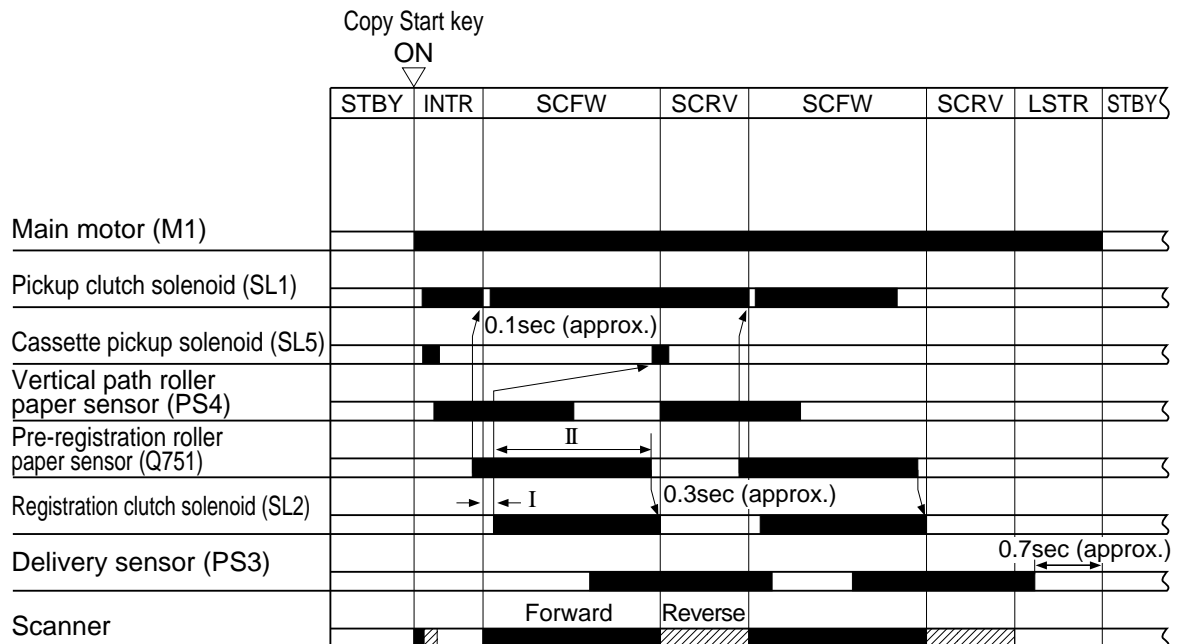 Copy Start key
ON
STBY INTR SCFW SCRV SCFW SCRV LSTR STBY
Main motor (M1)
Pickup clutch solenoid (SL1)
0.1sec (approx.)
Cassette pickup solenoid (SL5)
Vertical path roller
paper sensor (PS4)
Pre-registration roller
paper sensor (Q751)
II
Registration clutch solenoid (SL2)
I
0.3sec (approx.)
Delivery sensor (PS3)
0.7sec (approx.)
Scanner
Forward Reverse